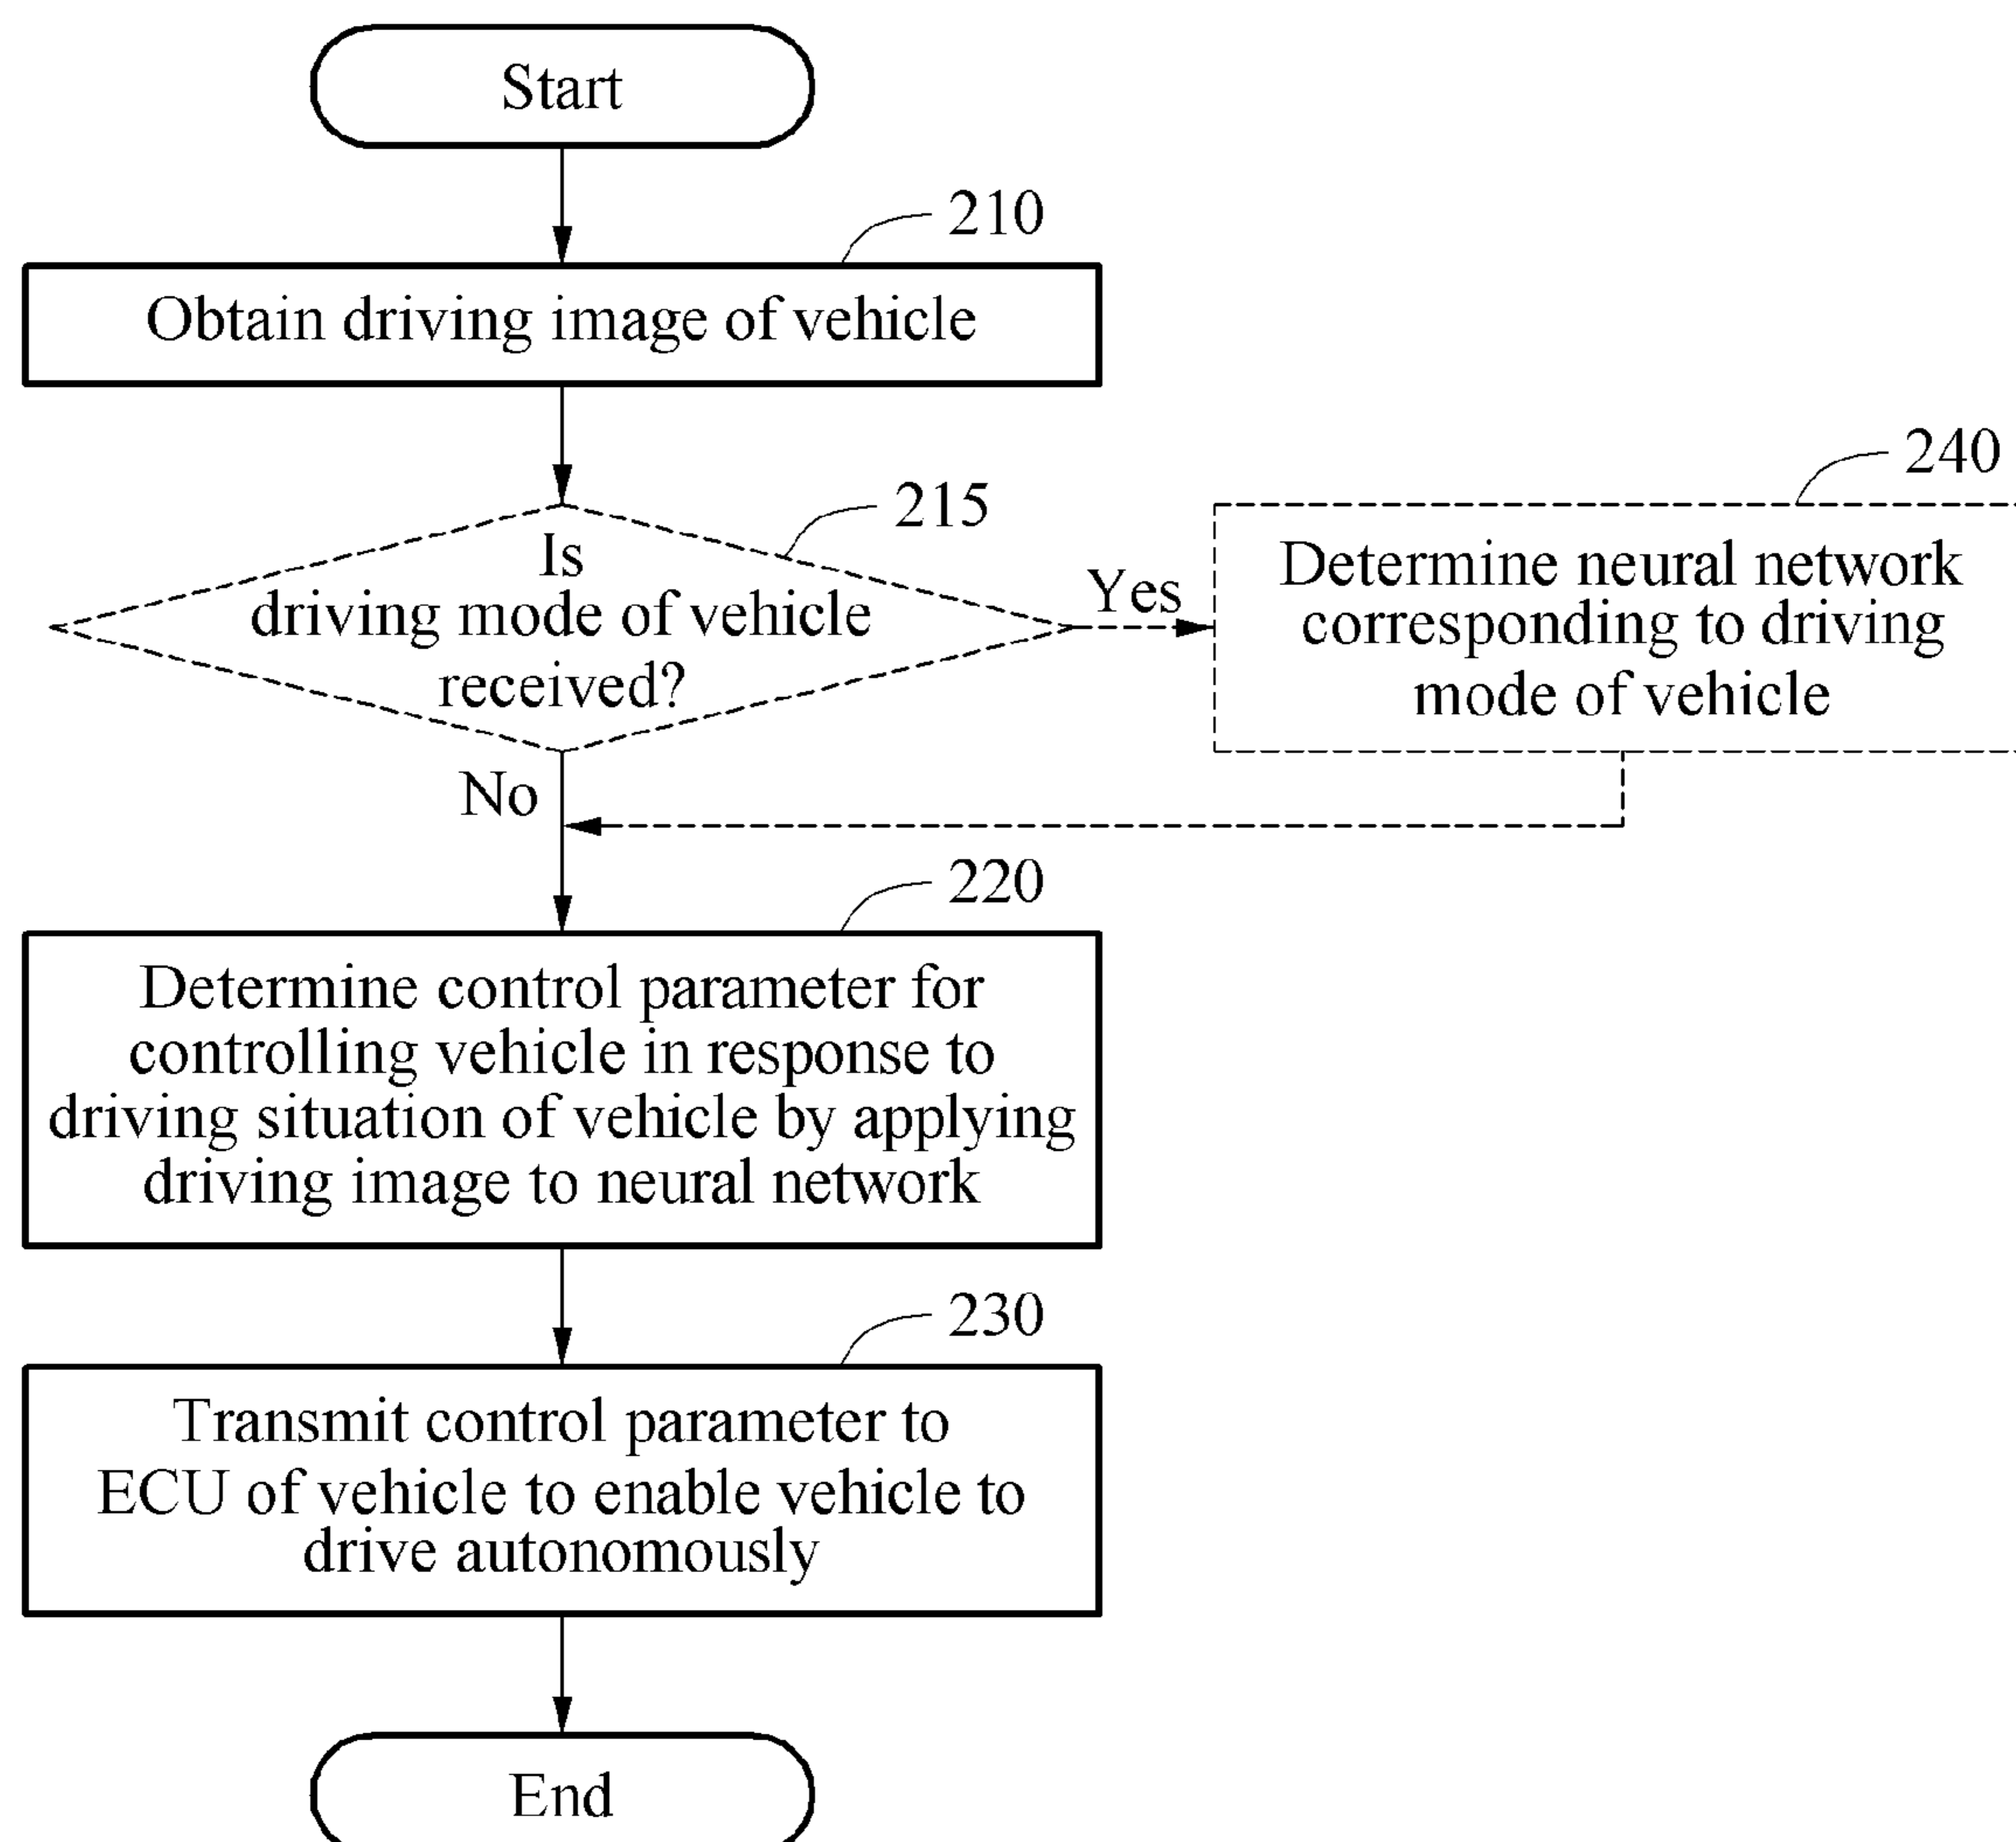 Start
210
Obtain driving image of vehicle
215
Is
driving mode of vehicle
received?
Yes
240
Determine neural network
corresponding to driving
mode of vehicle
No
220
Determine control parameter for
controlling vehicle in response to
driving situation of vehicle by applying
driving image to neural network
230
Transmit control parameter to
ECU of vehicle to enable vehicle to
drive autonomously
End